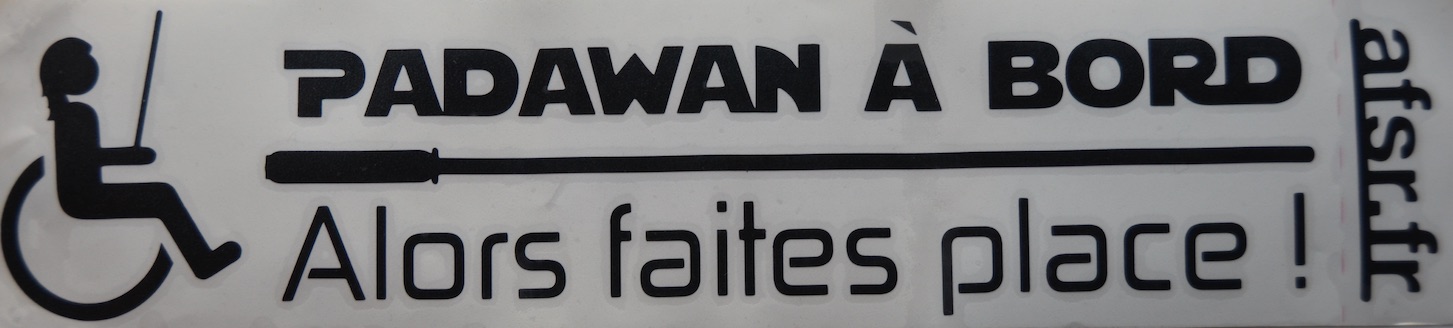 PADAWAN À BORD
Alors faites place !
afsr.fr